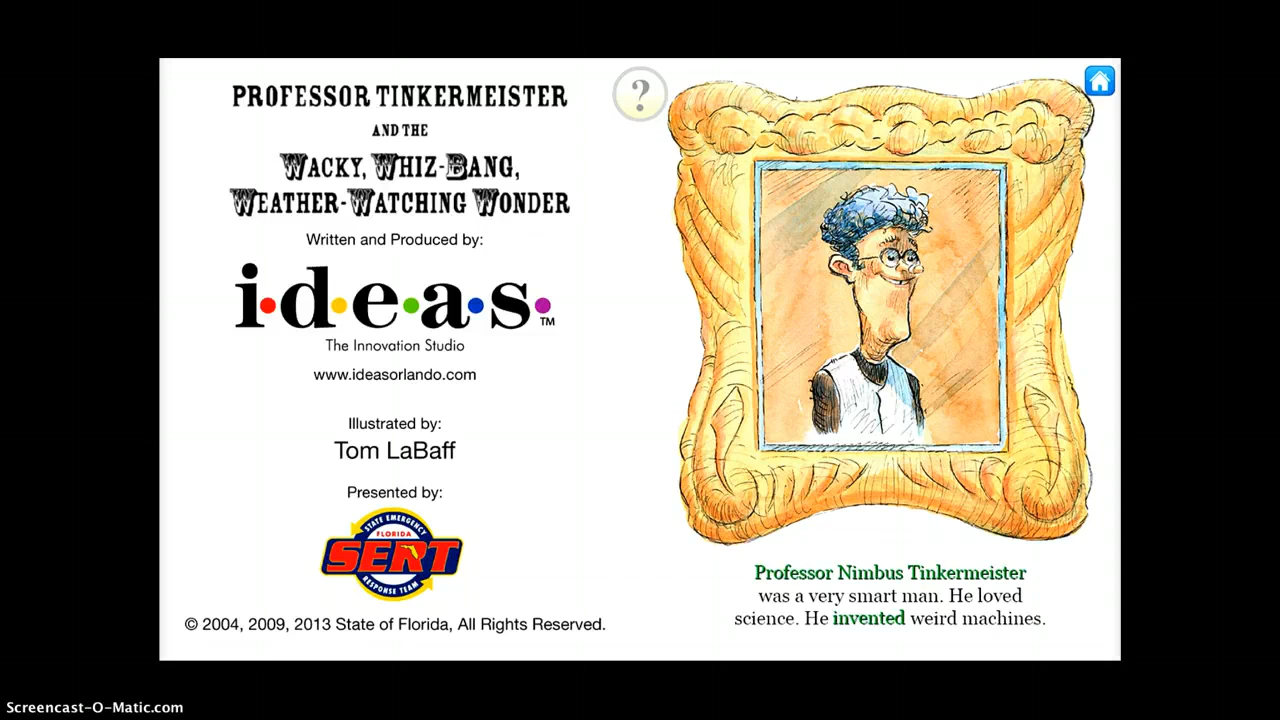 PROFESSOR TINKERMEISTER
AND THE
WACKY, WHIZ-BANG,
WEATHER-WATCHING WONDER
Written and Produced by:
i•d•e•a•s•™
The Innovation Studio
www.ideasorlando.com
Illustrated by:
Tom LaBaff
Presented by:
STATE EMERGENCY
FLORIDA
SERT
RESPONSE TEAM
© 2004, 2009, 2013 State of Florida, All Rights Reserved.
?
Professor Nimbus Tinkermeister
was a very smart man. He loved
science. He invented weird machines.
Screencast-O-Matic.com